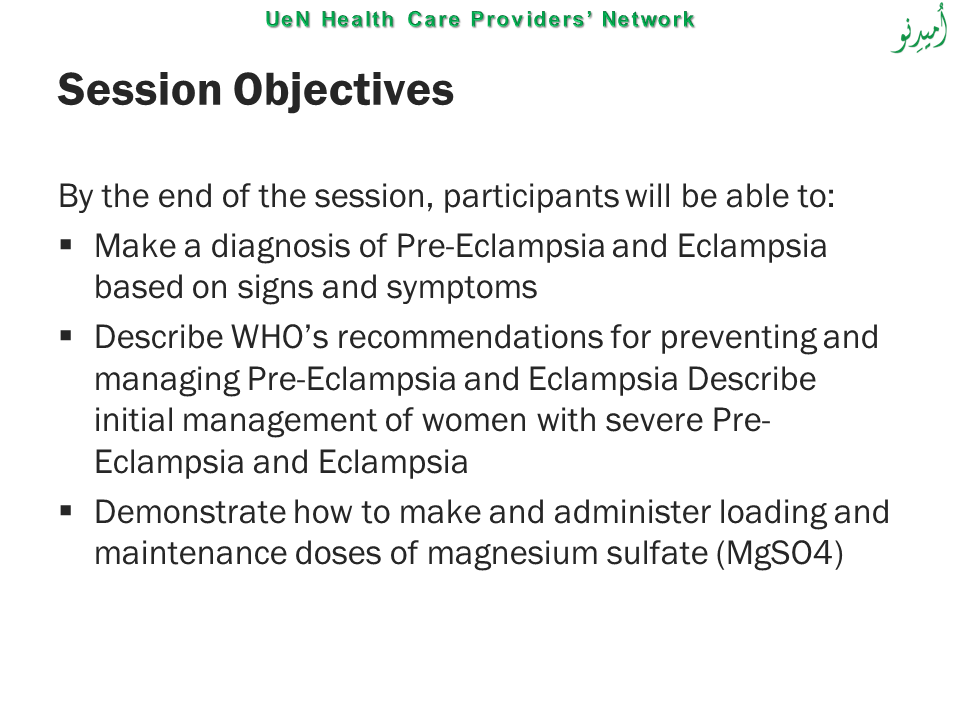 UeN Health Care Providers’ Network
اُمیدِنو
Session Objectives
By the end of the session, participants will be able to:
▪ Make a diagnosis of Pre-Eclampsia and Eclampsia
based on signs and symptoms
▪ Describe WHO’s recommendations for preventing and
managing Pre-Eclampsia and Eclampsia Describe
initial management of women with severe Pre-
Eclampsia and Eclampsia
▪ Demonstrate how to make and administer loading and
maintenance doses of magnesium sulfate (MgSO4)